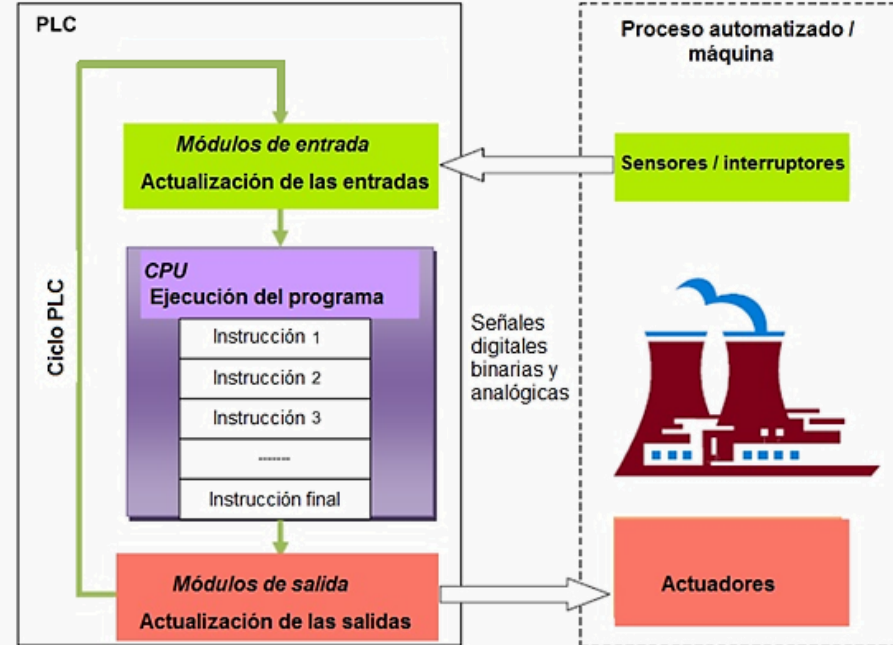 PLC
Módulos de entrada
Actualización de las entradas
CPU
Ejecución del programa
Instrucción 1
Instrucción 2
Instrucción 3
-------
Instrucción final
Módulos de salida
Actualización de las salidas
Ciclo PLC
Señales
digitales
binarias y
analógicas
Proceso automatizado /
máquina
Sensores / interruptores
Actuadores